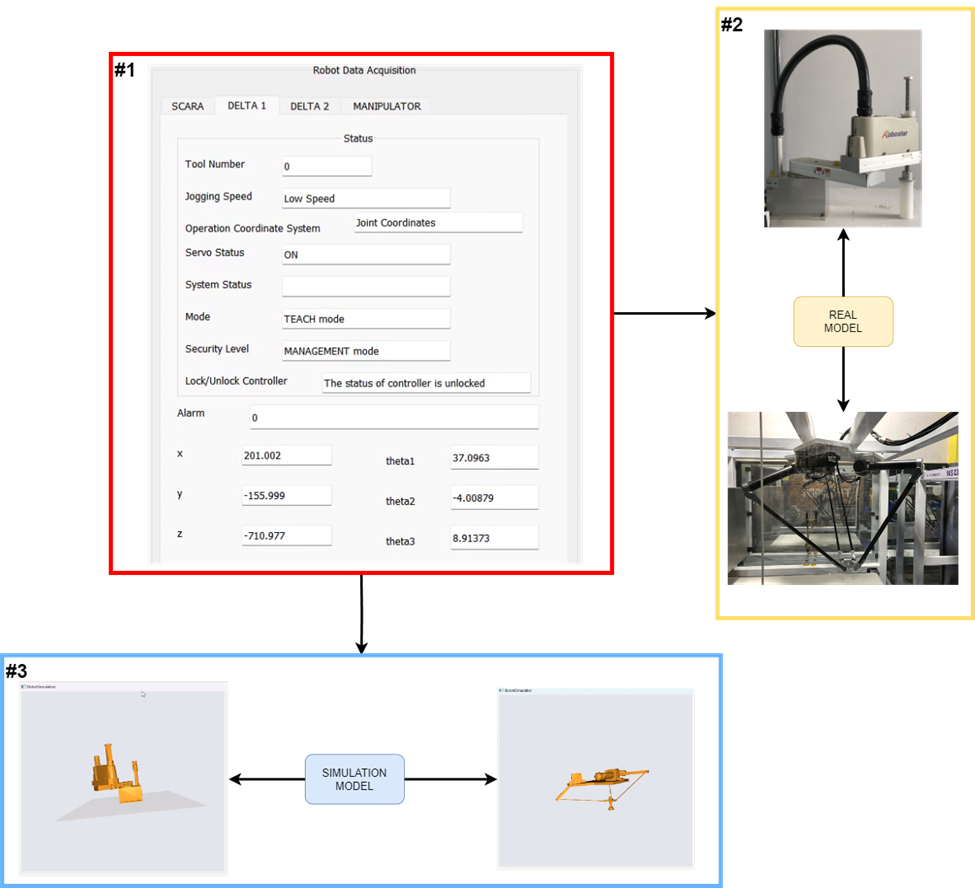 #1
Robot Data Acquisition
SCARA DELTA 1 DELTA 2 MANIPULATOR
Status
Tool Number 0
Jogging Speed Low Speed
Operation Coordinate System Joint Coordinates
Servo Status ON
System Status
Mode TEACH mode
Security Level MANAGEMENT mode
Lock/Unlock Controller The status of controller is unlocked
Alarm 0
x 201.002 theta1 37.0963
y -155.999 theta2 -4.00879
z -710.977 theta3 8.91373
#2
Robostar
REAL
MODEL
#3
RobotSimulation
SIMULATION
MODEL
RobotSimulation